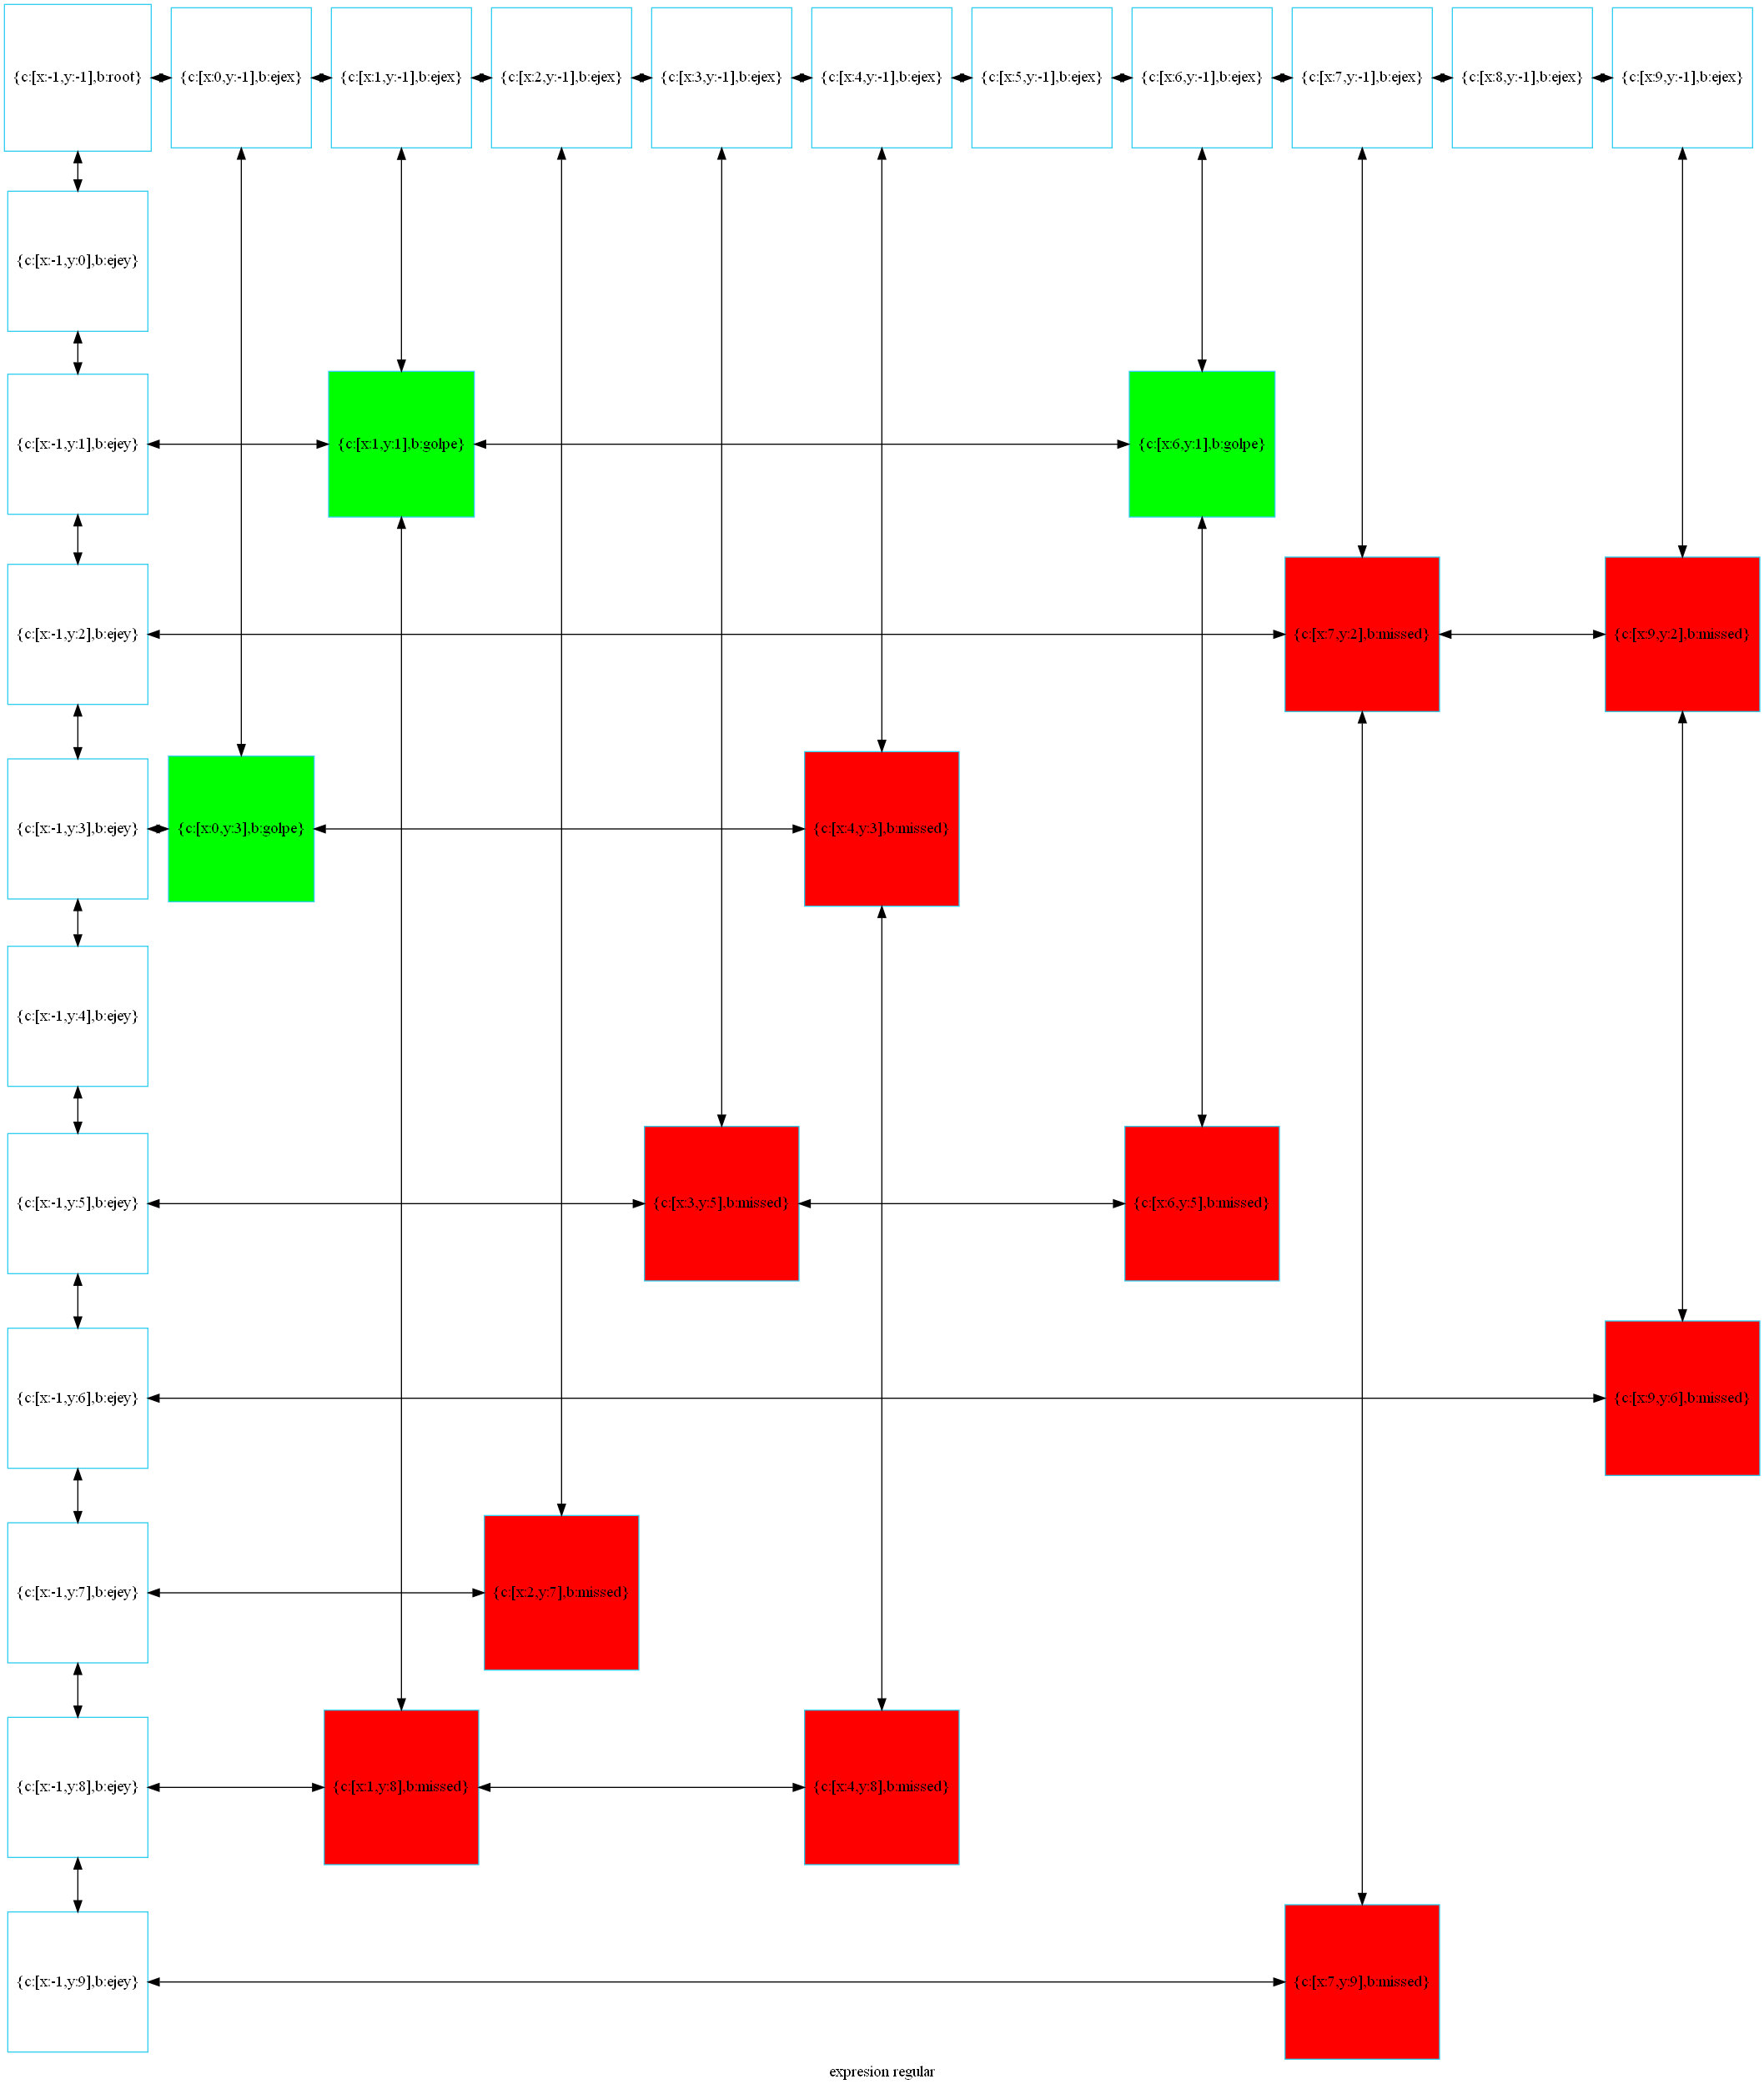 {c:[x:-1,y:-1],b:root}
{c:[x:0,y:-1],b:ejex}
{c:[x:1,y:-1],b:ejex}
{c:[x:2,y:-1],b:ejex}
{c:[x:3,y:-1],b:ejex}
{c:[x:4,y:-1],b:ejex}
{c:[x:5,y:-1],b:ejex}
{c:[x:6,y:-1],b:ejex}
{c:[x:7,y:-1],b:ejex}
{c:[x:8,y:-1],b:ejex}
{c:[x:9,y:-1],b:ejex}
{c:[x:-1,y:0],b:ejey}
{c:[x:-1,y:1],b:ejey}
{c:[x:1,y:1],b:golpe}
{c:[x:6,y:1],b:golpe}
{c:[x:-1,y:2],b:ejey}
{c:[x:7,y:2],b:missed}
{c:[x:9,y:2],b:missed}
{c:[x:-1,y:3],b:ejey}
{c:[x:0,y:3],b:golpe}
{c:[x:4,y:3],b:missed}
{c:[x:-1,y:4],b:ejey}
{c:[x:-1,y:5],b:ejey}
{c:[x:3,y:5],b:missed}
{c:[x:6,y:5],b:missed}
{c:[x:-1,y:6],b:ejey}
{c:[x:9,y:6],b:missed}
{c:[x:-1,y:7],b:ejey}
{c:[x:2,y:7],b:missed}
{c:[x:-1,y:8],b:ejey}
{c:[x:1,y:8],b:missed}
{c:[x:4,y:8],b:missed}
{c:[x:-1,y:9],b:ejey}
{c:[x:7,y:9],b:missed}
expresion regular